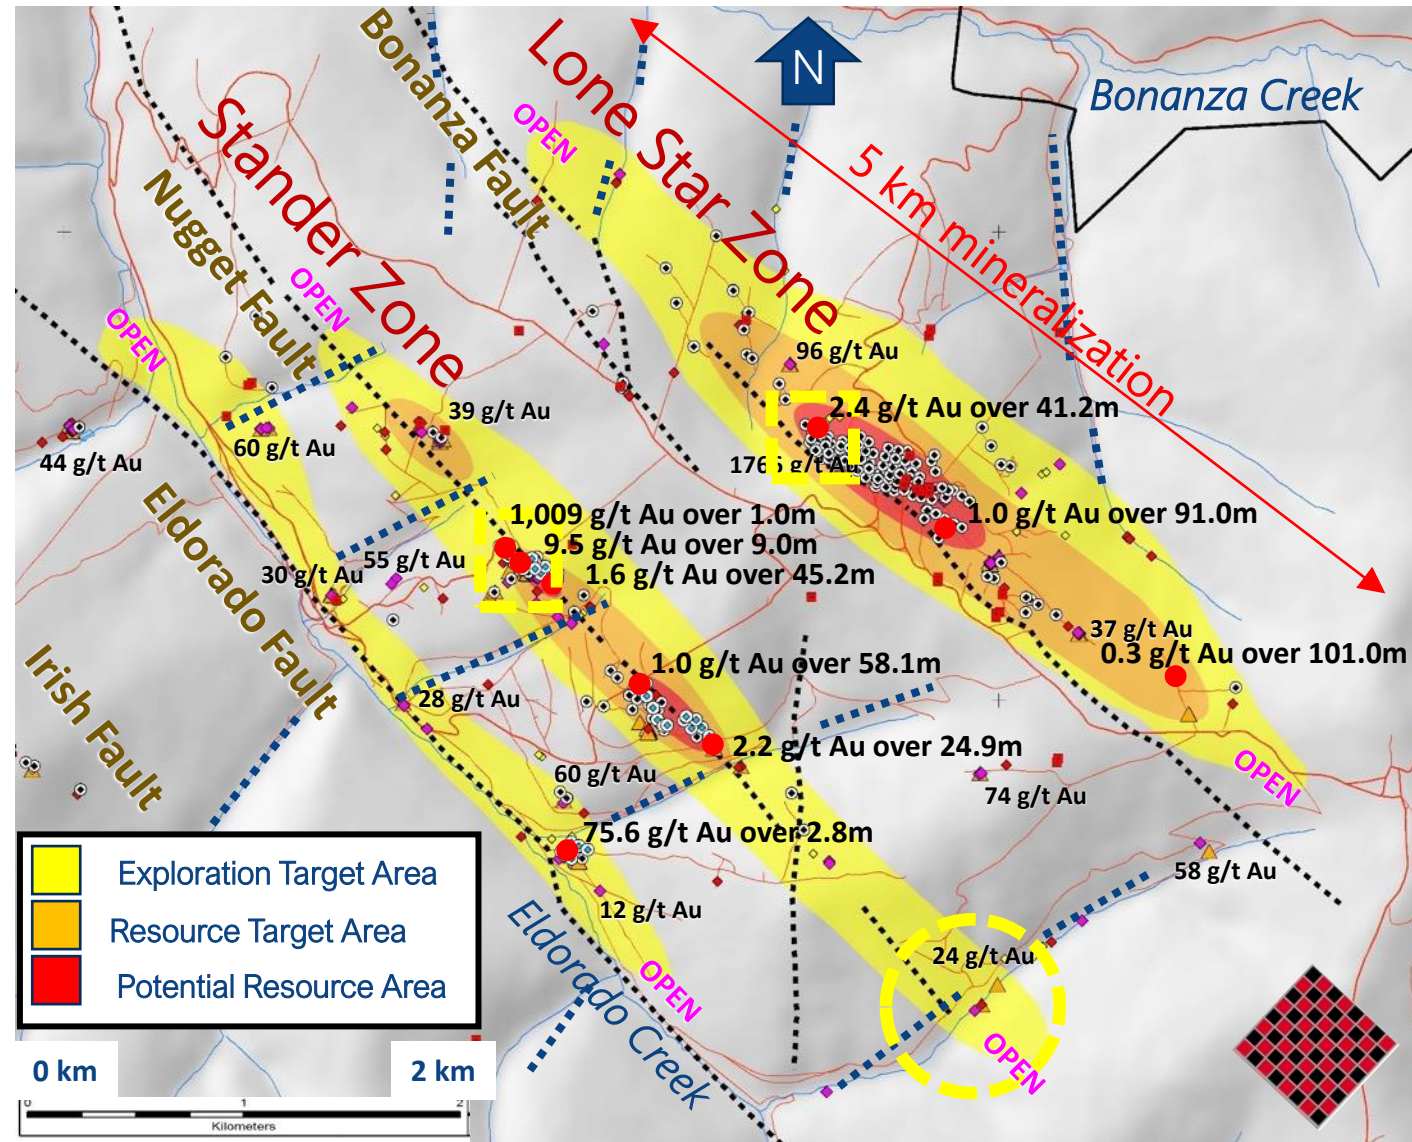 N
Bonanza Creek
Bonanza Fault
Lone Star Zone
5 km mineralization
Stander Zone
Nugget Fault
OPEN
OPEN
OPEN
96 g/t Au
2.4 g/t Au over 41.2m
39 g/t Au
60 g/t Au
44 g/t Au
1766 g/t Au
1.0 g/t Au over 91.0m
1,009 g/t Au over 1.0m
9.5 g/t Au over 9.0m
1.6 g/t Au over 45.2m
55 g/t Au
30 g/t Au
Eldorado Fault
Irish Fault
37 g/t Au
0.3 g/t Au over 101.0m
1.0 g/t Au over 58.1m
28 g/t Au
2.2 g/t Au over 24.9m
60 g/t Au
74 g/t Au
OPEN
75.6 g/t Au over 2.8m
58 g/t Au
12 g/t Au
Eldorado Creek
24 g/t Au
OPEN
OPEN
Exploration Target Area
Resource Target Area
Potential Resource Area
0 km
2 km
0 1 2
Kilometers